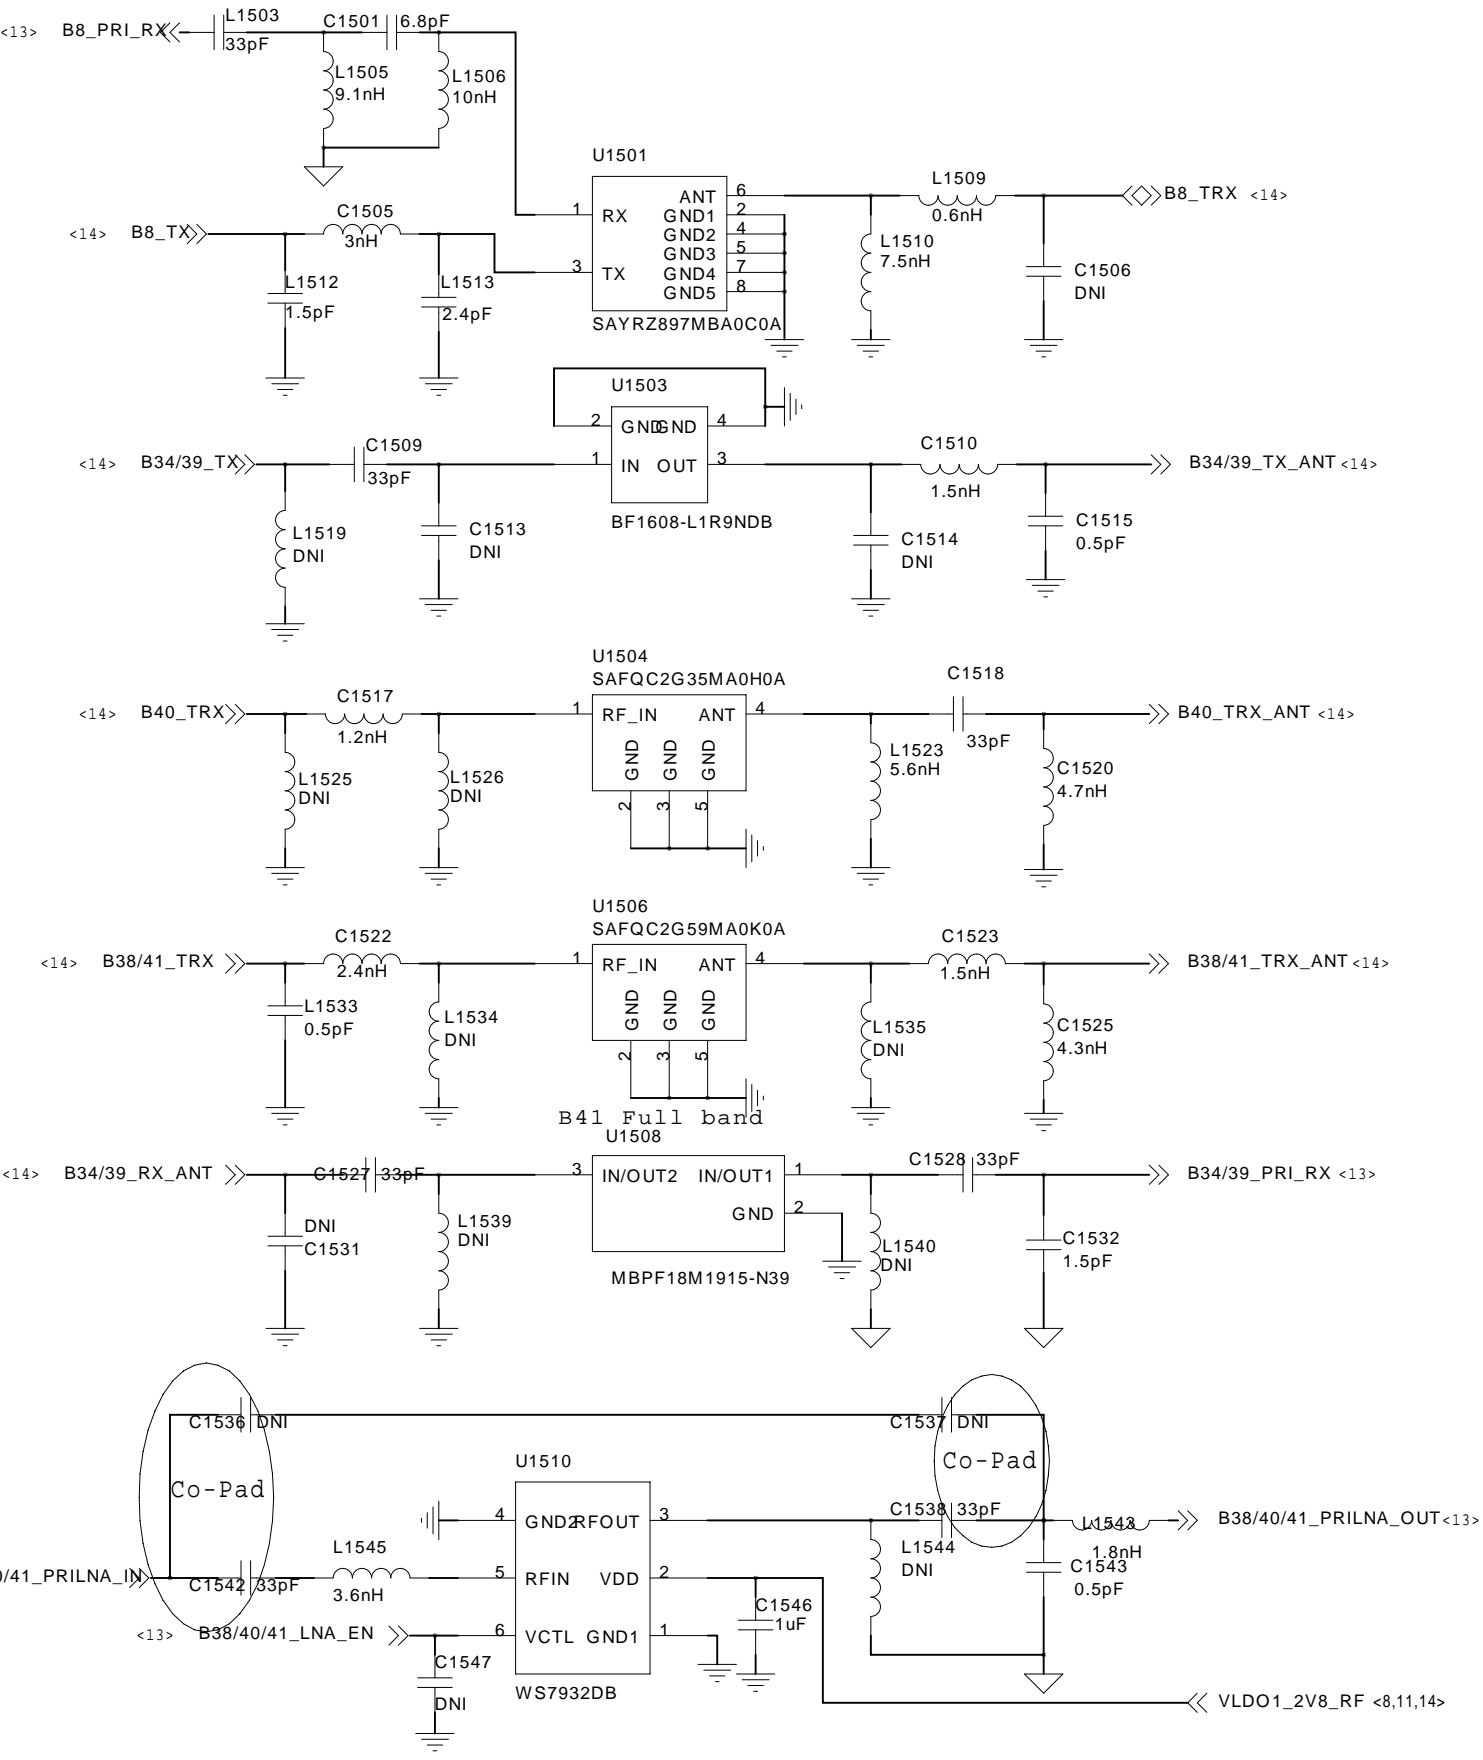 <13> B8_PRI_RX
L1503
33pF
C1501 6.8pF
L1505
9.1nH
L1506
10nH
U1501
1 RX
3 TX
ANT 6
GND1 2
GND2 4
GND3 5
GND4 7
GND5 8
SAYRZ897MBA0C0A
<14> B8_TX
C1505
3nH
L1512
1.5pF
L1513
2.4pF
L1509
0.6nH
B8_TRX <14>
L1510
7.5nH
C1506
DNI
U1503
2 GND GND 4
1 IN OUT 3
BF1608-L1R9NDB
<14> B34/39_TX
C1509
33pF
L1519
DNI
C1513
DNI
C1510
1.5nH
B34/39_TX_ANT <14>
C1514
DNI
C1515
0.5pF
U1504
SAFQC2G35MA0H0A
1 RF_IN ANT 4
GND GND GND
2 3 5
<14> B40_TRX
C1517
1.2nH
L1525
DNI
L1526
DNI
C1518
33pF
B40_TRX_ANT <14>
L1523
5.6nH
C1520
4.7nH
U1506
SAFQC2G59MA0K0A
1 RF_IN ANT 4
GND GND GND
2 3 5
B41 Full band
<14> B38/41_TRX
C1522
2.4nH
L1533
0.5pF
L1534
DNI
C1523
1.5nH
B38/41_TRX_ANT <14>
L1535
DNI
C1525
4.3nH
U1508
3 IN/OUT2 IN/OUT1 1
GND 2
MBPF18M1915-N39
<14> B34/39_RX_ANT
C1527 33pF
DNI
C1531
L1539
DNI
C1528 33pF
B34/39_PRI_RX <13>
L1540
DNI
C1532
1.5pF
C1536 DNI
Co-Pad
C1537 DNI
Co-Pad
U1510
4 GND2 RFOUT 3
5 RFIN VDD 2
6 VCTL GND1 1
WS7932DB
C1538 33pF
L1543
1.8nH
B38/40/41_PRILNA_OUT <13>
L1544
DNI
C1543
0.5pF
0/41_PRILNA_IN
C1542 33pF
L1545
3.6nH
<13> B38/40/41_LNA_EN
C1547
DNI
C1546
1uF
VLDO1_2V8_RF <8,11,14>